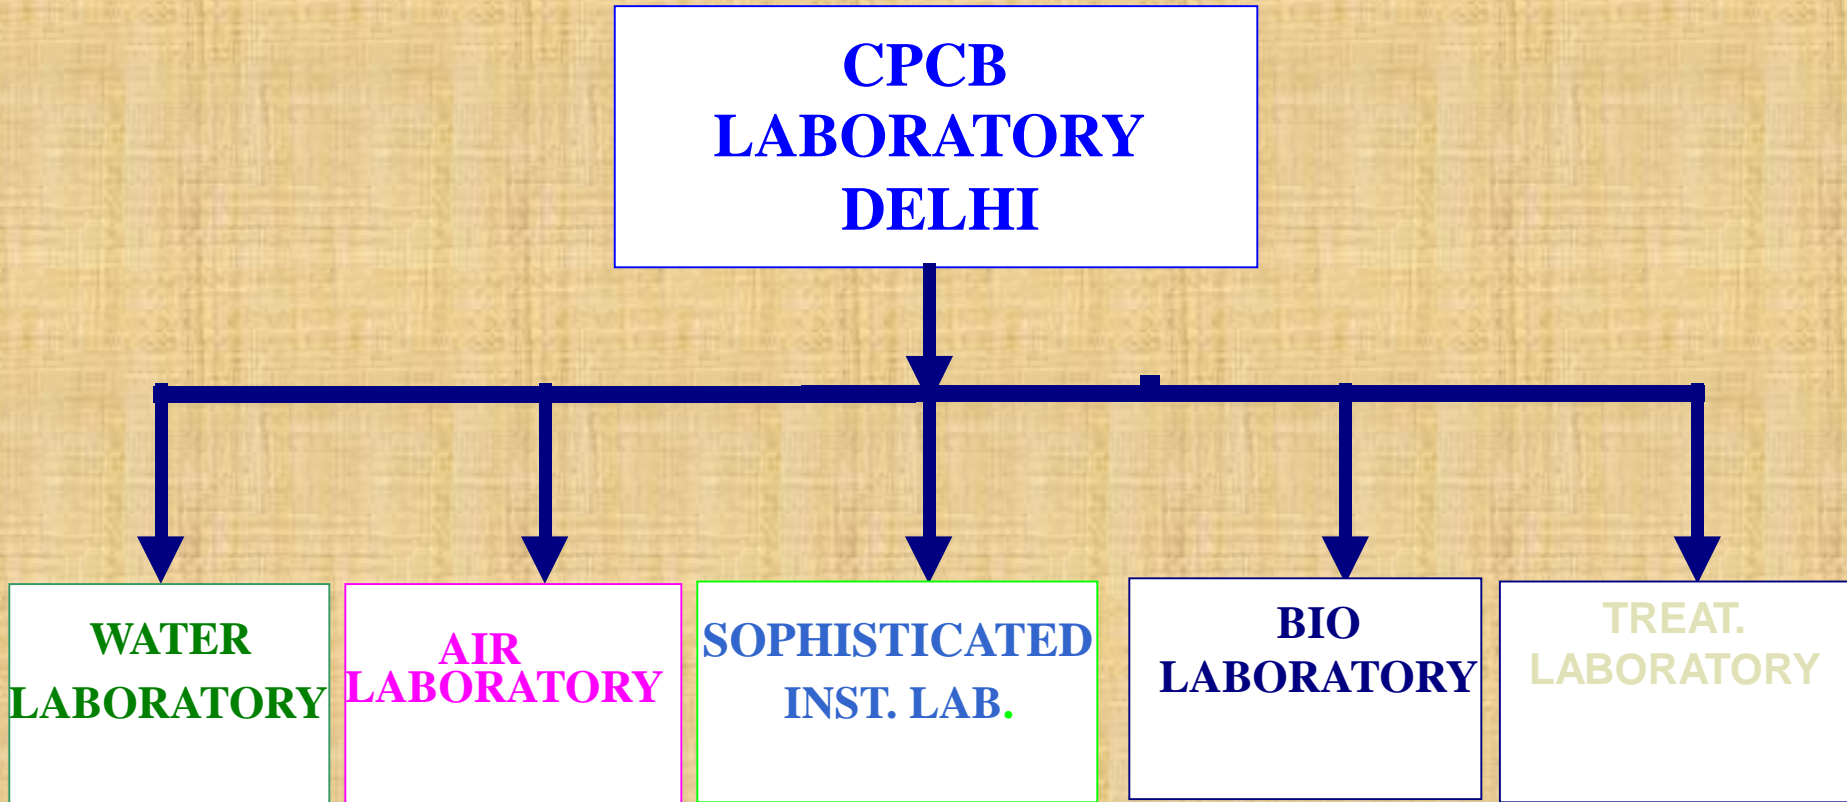 CPCB
LABORATORY
DELHI
WATER
LABORATORY
AIR
LABORATORY
SOPHISTICATED
INST. LAB.
BIO
LABORATORY
TREAT.
LABORATORY